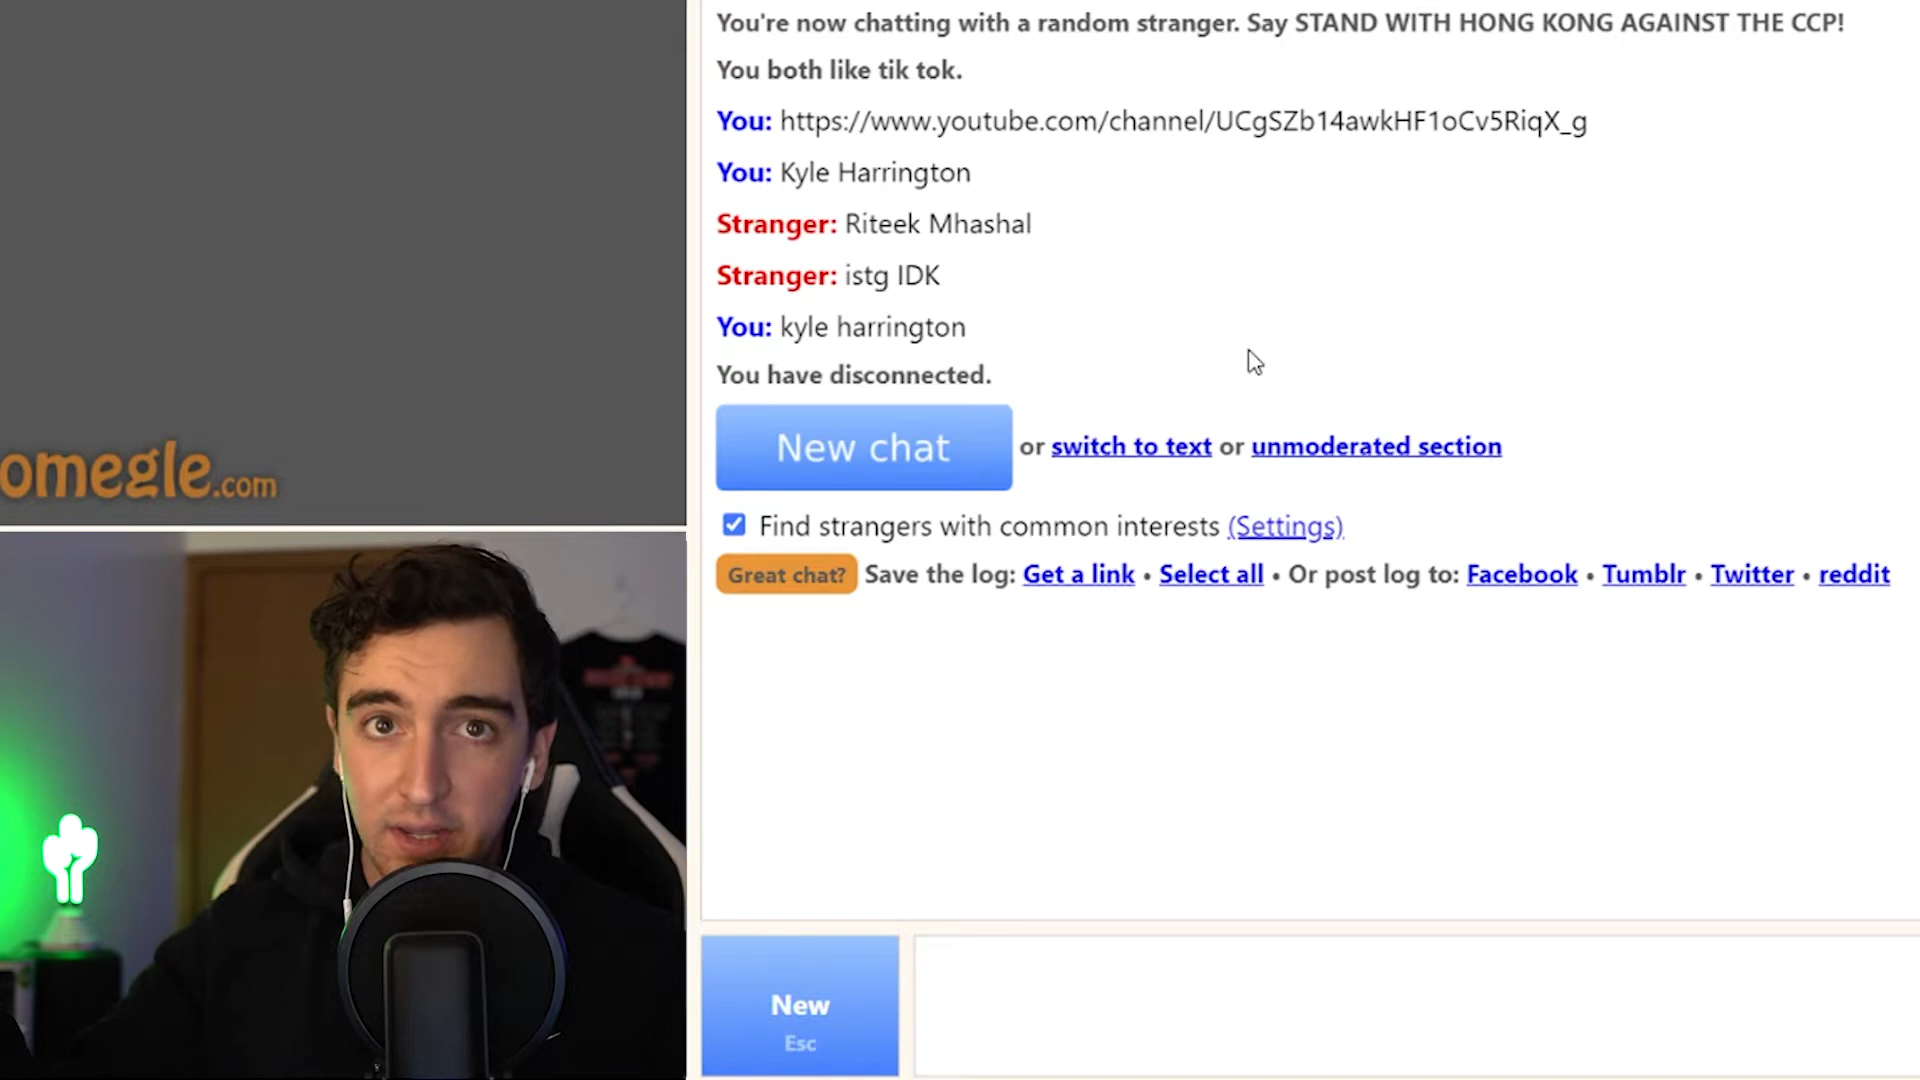 You're now chatting with a random stranger. Say STAND WITH HONG KONG AGAINST THE CCP!
You both like tik tok.
You: https://www.youtube.com/channel/UCgSZb14awkHF1oCv5RiqX_g
You: Kyle Harrington
Stranger: Riteek Mhashal
Stranger: istg IDK
You: kyle harrington
You have disconnected.
New chat or switch to text or unmoderated section
Find strangers with common interests (Settings)
Great chat? Save the log: Get a link • Select all • Or post log to: Facebook • Tumblr • Twitter • reddit
omegle.com
New
Esc